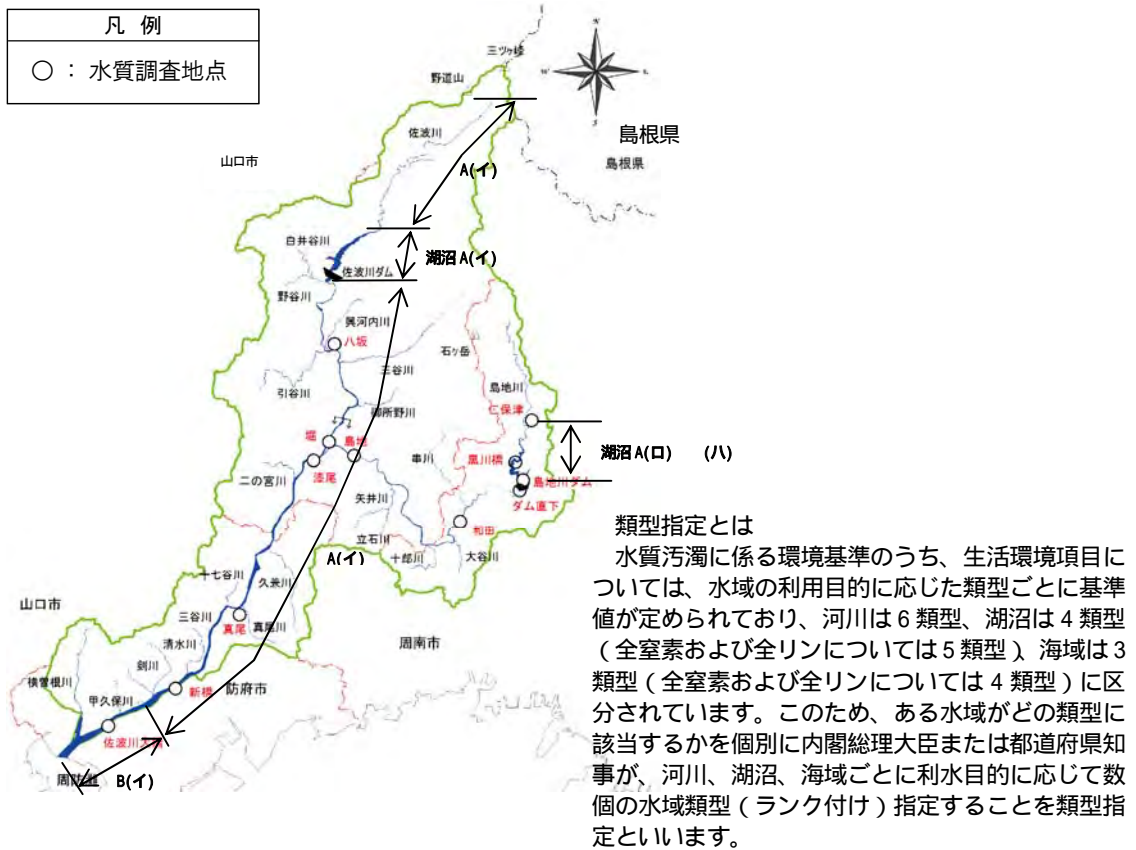 凡 例
○ : 水質調査地点
三ツヶ峰
野道山
N
W
E
S
佐波川
島根県
島根県
山口市
A(イ)
白井谷川
湖沼A(イ)
佐波川ダム
野谷川
興河内川
八坂
石ヶ岳
三谷川
島地川
引谷川
御所野川
仁保津
堀
島地
湖沼A(ロ) (ハ)
串川
凰川橋
漆尾
島地川ダム
二の宮川
ダム直下
矢井川
和田
立石川
大谷川
A(イ)
十郎川
十七谷川
久兼川
山口市
三谷川
真尾
真尾川
清水川
周南市
剣川
横曽根川
新橋
防府市
甲久保川
佐波川大橋
周防灘
B(イ)
類型指定とは
水質汚濁に係る環境基準のうち、生活環境項目に
ついては、水域の利用目的に応じた類型ごとに基準
値が定められており、河川は6類型、湖沼は4類型
(全窒素および全リンについては5類型)、海域は3
類型(全窒素および全リンについては4類型)に区
分されています。このため、ある水域がどの類型に
該当するかを個別に内閣総理大臣または都道府県知
事が、河川、湖沼、海域ごとに利水目的に応じて数
個の水域類型(ランク付け)指定することを類型指
定といいます。